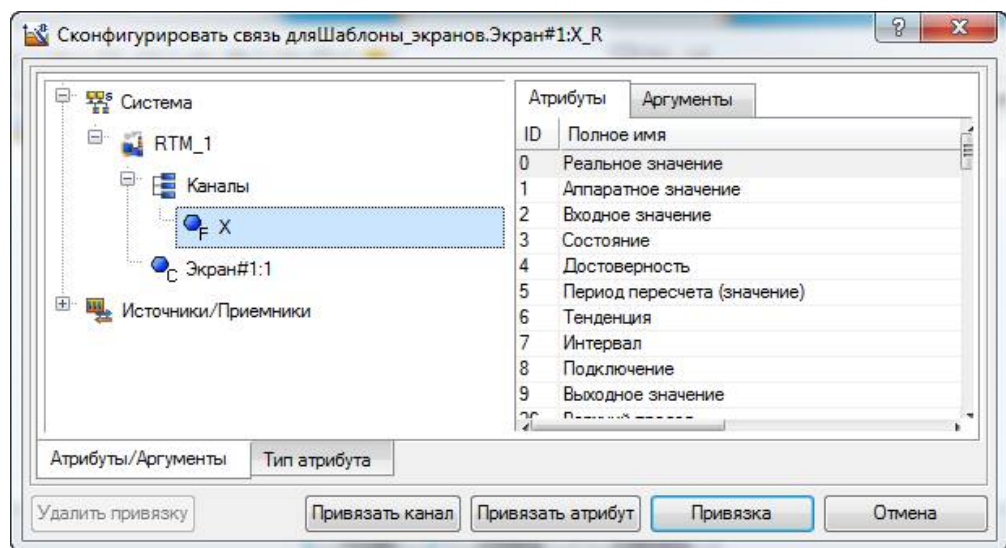 Сконфигурировать связь дляШаблоны_экранов.Экран#1:X_R
Система
RTM_1
Каналы
F X
C Экран#1:1
Источники/Приемники
Атрибуты Аргументы
ID Полное имя
0 Реальное значение
1 Аппаратное значение
2 Входное значение
3 Состояние
4 Достоверность
5 Период пересчета (значение)
6 Тенденция
7 Интервал
8 Подключение
9 Выходное значение
Атрибуты/Аргументы Тип атрибута
Удалить привязку Привязать канал Привязать атрибут Привязка Отмена